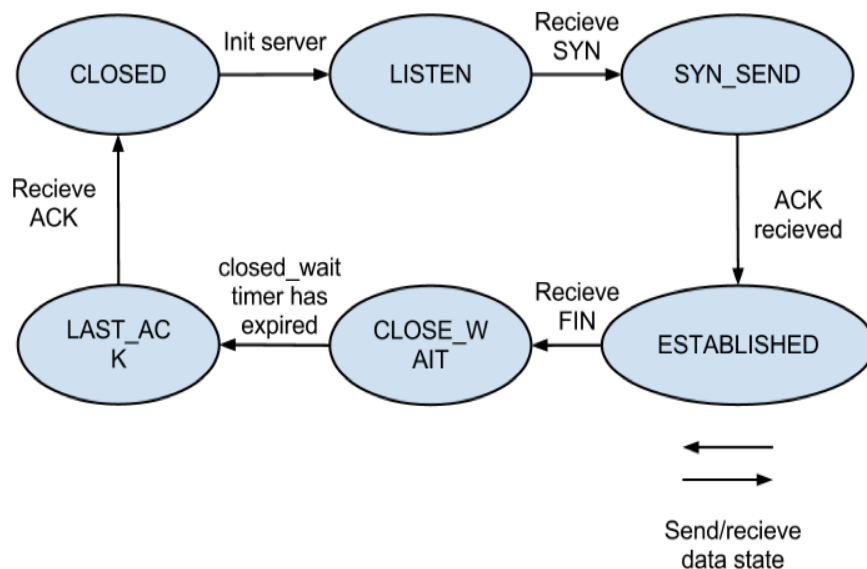 CLOSED
Init server
LISTEN
Recieve
SYN
SYN_SEND
ACK
recieved
ESTABLISHED
Recieve
FIN
CLOSE_W
AIT
closed_wait
timer has
expired
LAST_AC
K
Recieve
ACK
Send/recieve
data state